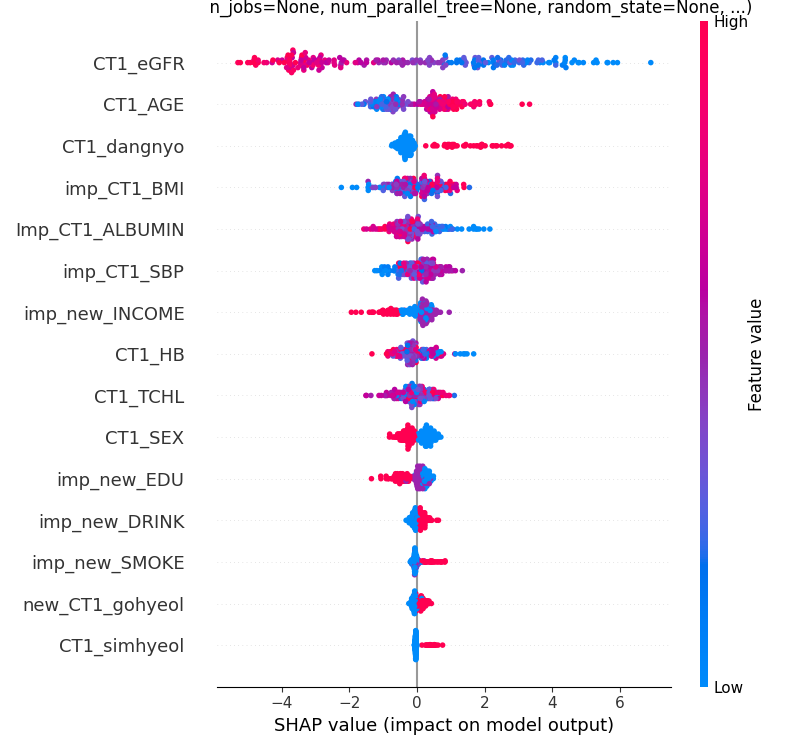 n_jobs=None, num_parallel_tree=None, random_state=None, ...)
High
CT1_eGFR
CT1_AGE
CT1_dangnyo
imp_CT1_BMI
Imp_CT1_ALBUMIN
imp_CT1_SBP
imp_new_INCOME
CT1_HB
CT1_TCHL
CT1_SEX
imp_new_EDU
imp_new_DRINK
imp_new_SMOKE
new_CT1_gohyeol
CT1_simhyeol
Feature value
Low
−4 −2 0 2 4 6
SHAP value (impact on model output)